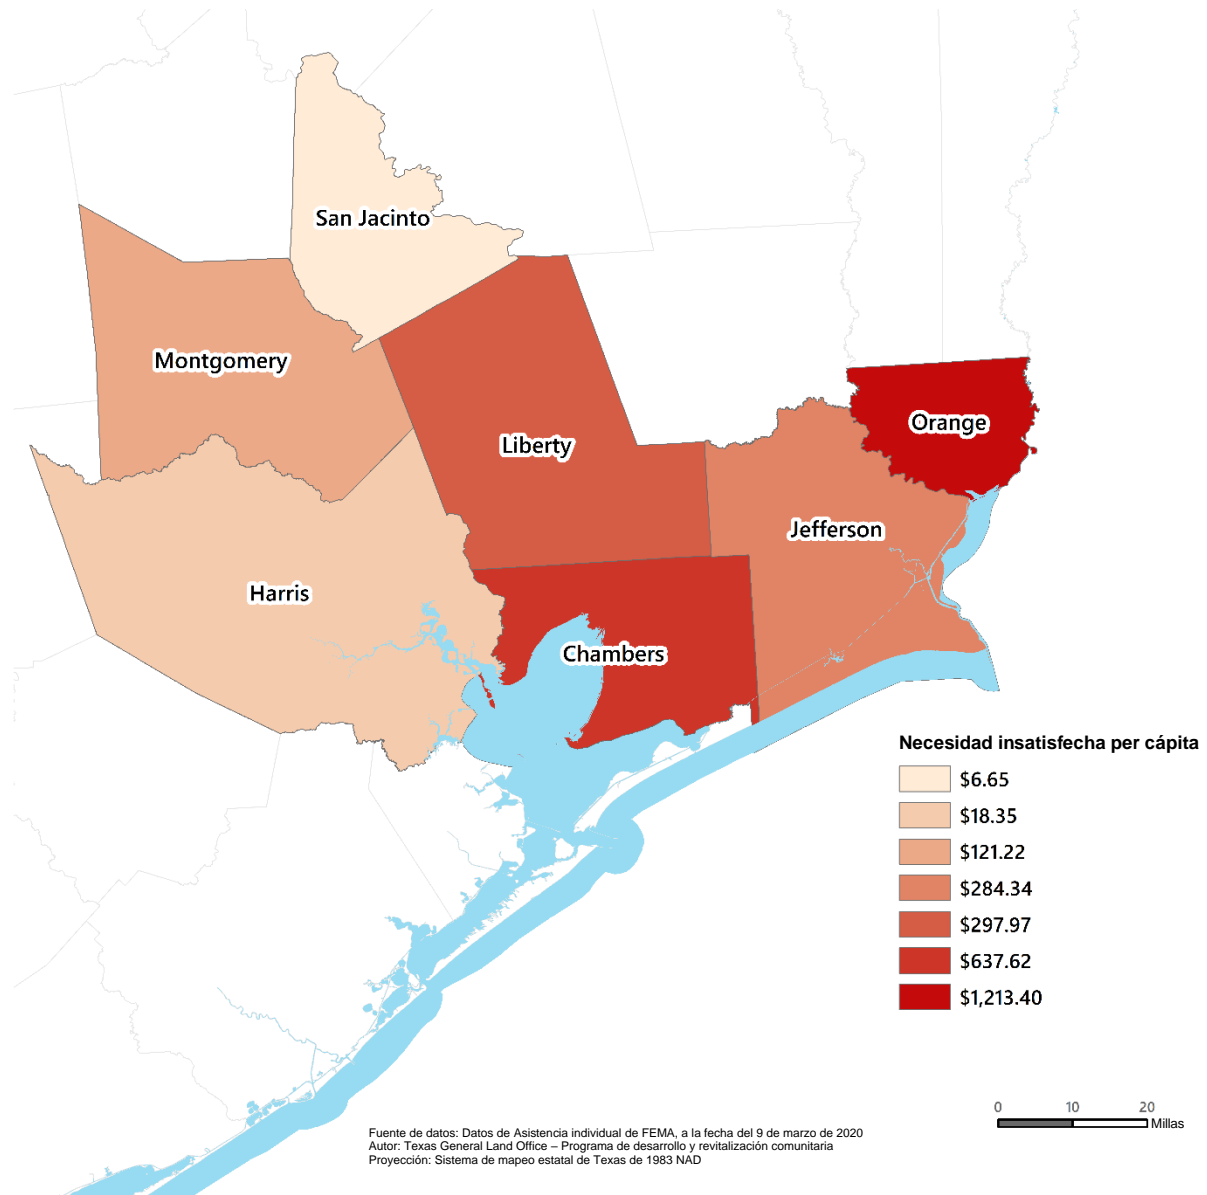 San Jacinto
Montgomery
Orange
Liberty
Jefferson
Harris
Chambers
Necesidad insatisfecha per cápita
$6.65
$18.35
$121.22
$284.34
$297.97
$637.62
$1,213.40
0 10 20
Millas
Fuente de datos: Datos de Asistencia individual de FEMA, a la fecha del 9 de marzo de 2020
Autor: Texas General Land Office – Programa de desarrollo y revitalización comunitaria
Proyección: Sistema de mapeo estatal de Texas de 1983 NAD